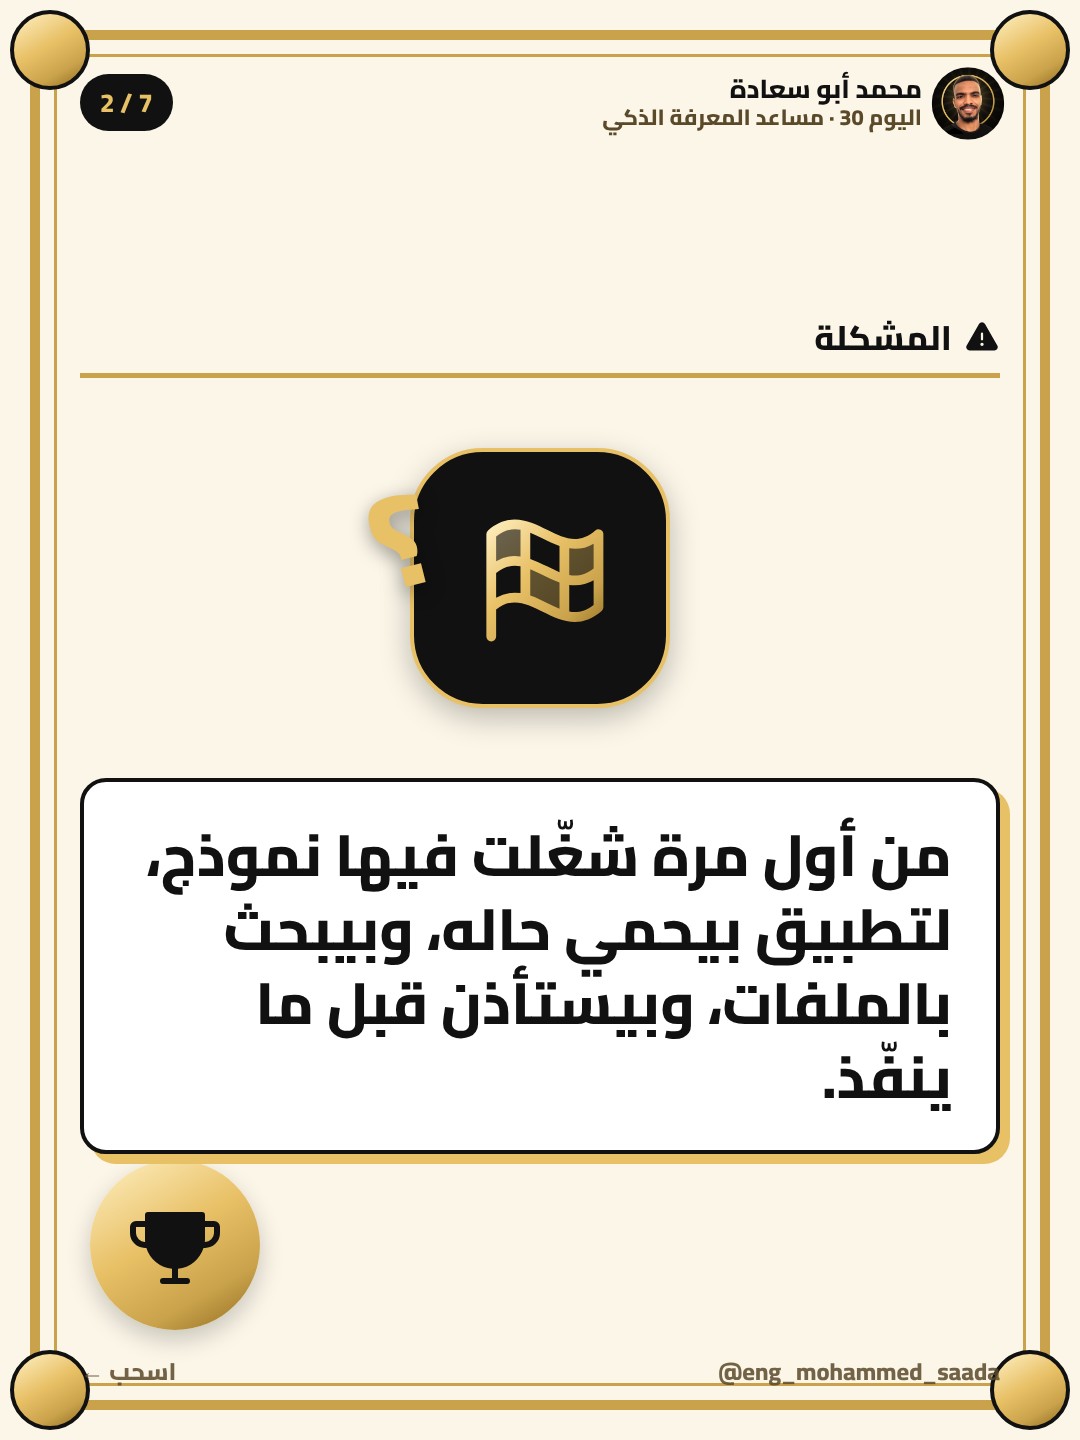 محمد أبو سعادة
اليوم 30 · مساعد المعرفة الذكي
2 / 7
المشكلة
؟
من أول مرة شغّلت فيها نموذج،
لتطبيق بيحمي حاله، وبيبحث
بالملفات، وبيستأذن قبل ما
ينفّذ.
@eng_mohammed_saada
اسحب ←